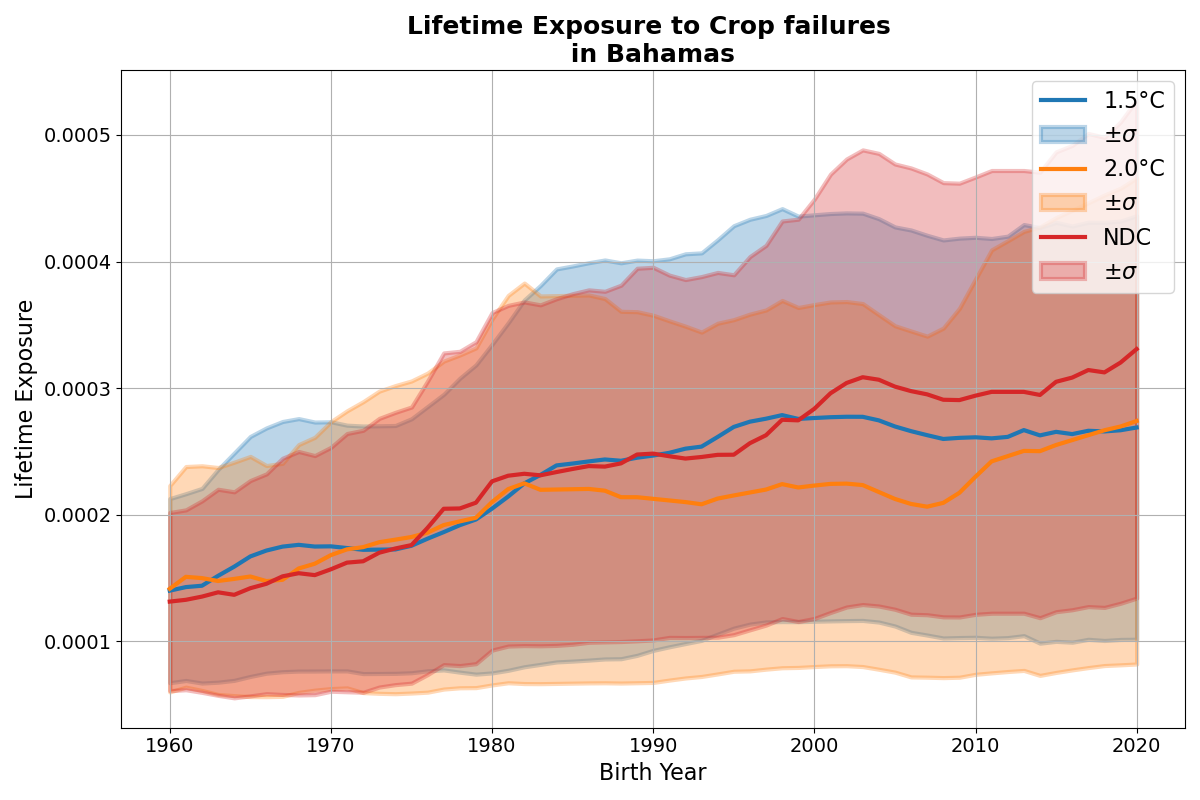 Lifetime Exposure to Crop failures
in Bahamas
Lifetime Exposure
0.0005
0.0004
0.0003
0.0002
0.0001
1.5°C
±σ
2.0°C
±σ
NDC
±σ
1960 1970 1980 1990 2000 2010 2020
Birth Year